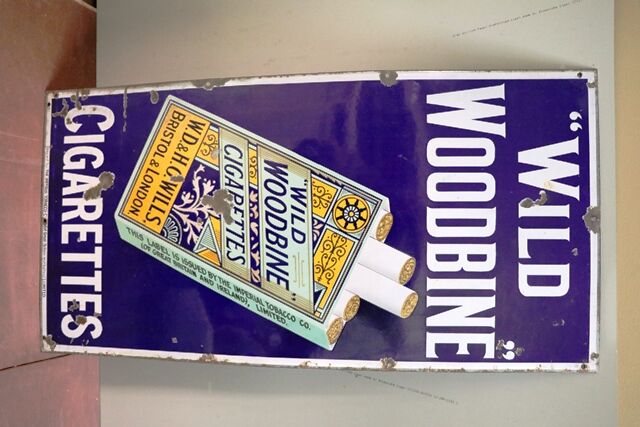 "WILD
WOODBINE"
"WILD
WOODBINE"
CIGARETTES
W.D.& H.O. WILLS
BRISTOL & LONDON.
THIS LABEL IS ISSUED BY THE IMPERIAL TOBACCO CO.
(OF GREAT BRITAIN AND IRELAND), LIMITED.
CIGARETTES